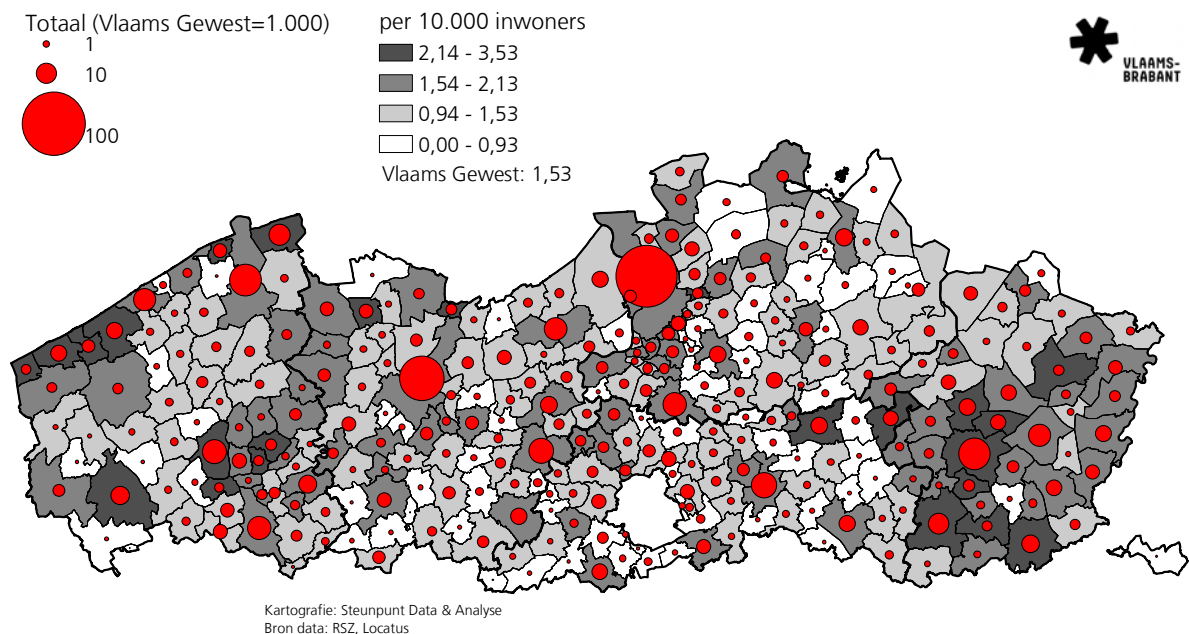 Totaal (Vlaams Gewest=1.000)
1
10
100
per 10.000 inwoners
2,14 - 3,53
1,54 - 2,13
0,94 - 1,53
0,00 - 0,93
Vlaams Gewest: 1,53
VLAAMS-
BRABANT
Kartografie: Steunpunt Data & Analyse
Bron data: RSZ, Locatus